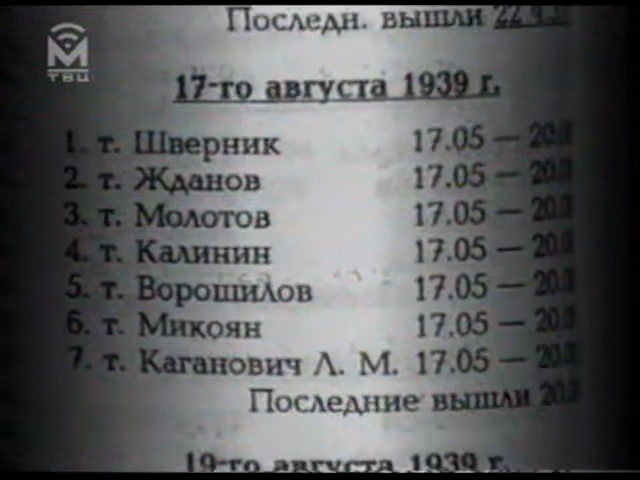 М
ТВЦ
Последн. вышли
17-го августа 1939 г.
1. т. Шверник 17.05 —
2. т. Жданов 17.05 —
3. т. Молотов 17.05 —
4. т. Калинин 17.05 —
5. т. Ворошилов 17.05 —
6. т. Микоян 17.05 —
7. т. Каганович Л. М. 17.05 —
Последние вышли
19-го августа 1939 г.